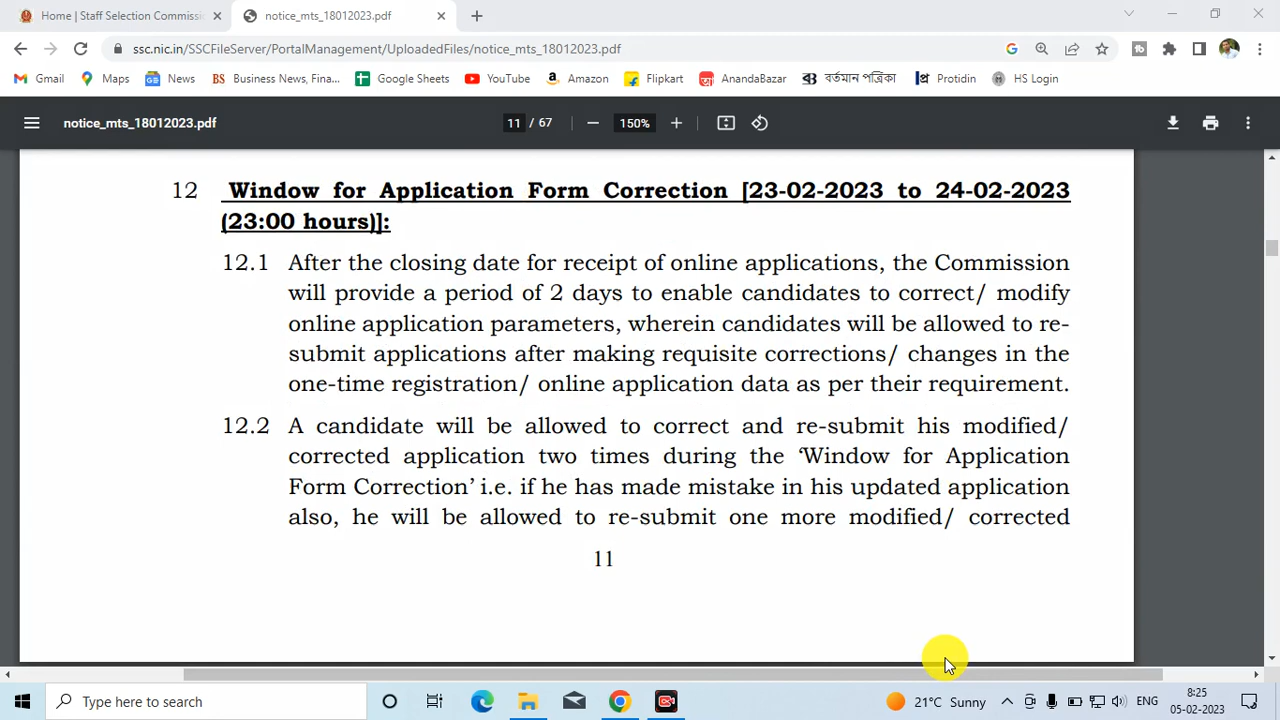 Home | Staff Selection Commissi
notice_mts_18012023.pdf
ssc.nic.in/SSCFileServer/PortalManagement/UploadedFiles/notice_mts_18012023.pdf
Gmail Maps News Business News, Fina... Google Sheets YouTube Amazon Flipkart AnandaBazar বর্তমান পত্রিকা Protidin HS Login
notice_mts_18012023.pdf 11 / 67 150%
12 Window for Application Form Correction [23-02-2023 to 24-02-2023
(23:00 hours)]:
12.1 After the closing date for receipt of online applications, the Commission
will provide a period of 2 days to enable candidates to correct/ modify
online application parameters, wherein candidates will be allowed to re-
submit applications after making requisite corrections/ changes in the
one-time registration/ online application data as per their requirement.
12.2 A candidate will be allowed to correct and re-submit his modified/
corrected application two times during the ‘Window for Application
Form Correction’ i.e. if he has made mistake in his updated application
also, he will be allowed to re-submit one more modified/ corrected
11
Type here to search
21°C Sunny
ENG
8:25
05-02-2023